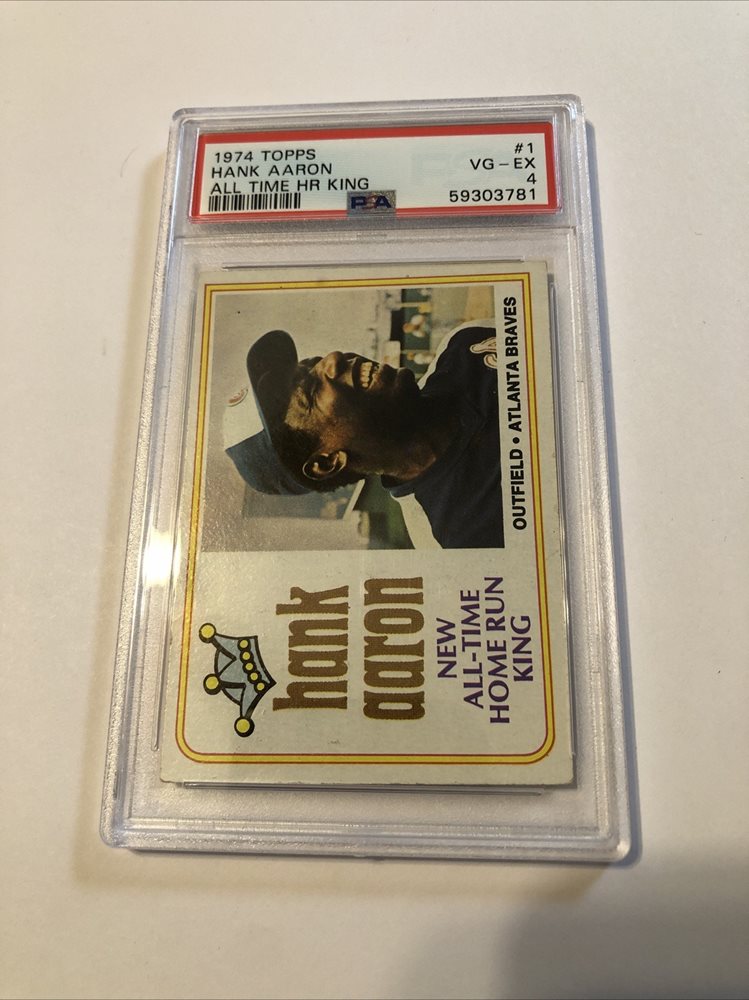 1974 TOPPS #1
HANK AARON VG - EX
ALL TIME HR KING 4
PSA 59303781
hank
aaron
NEW
ALL-TIME
HOME RUN
KING
OUTFIELD • ATLANTA BRAVES